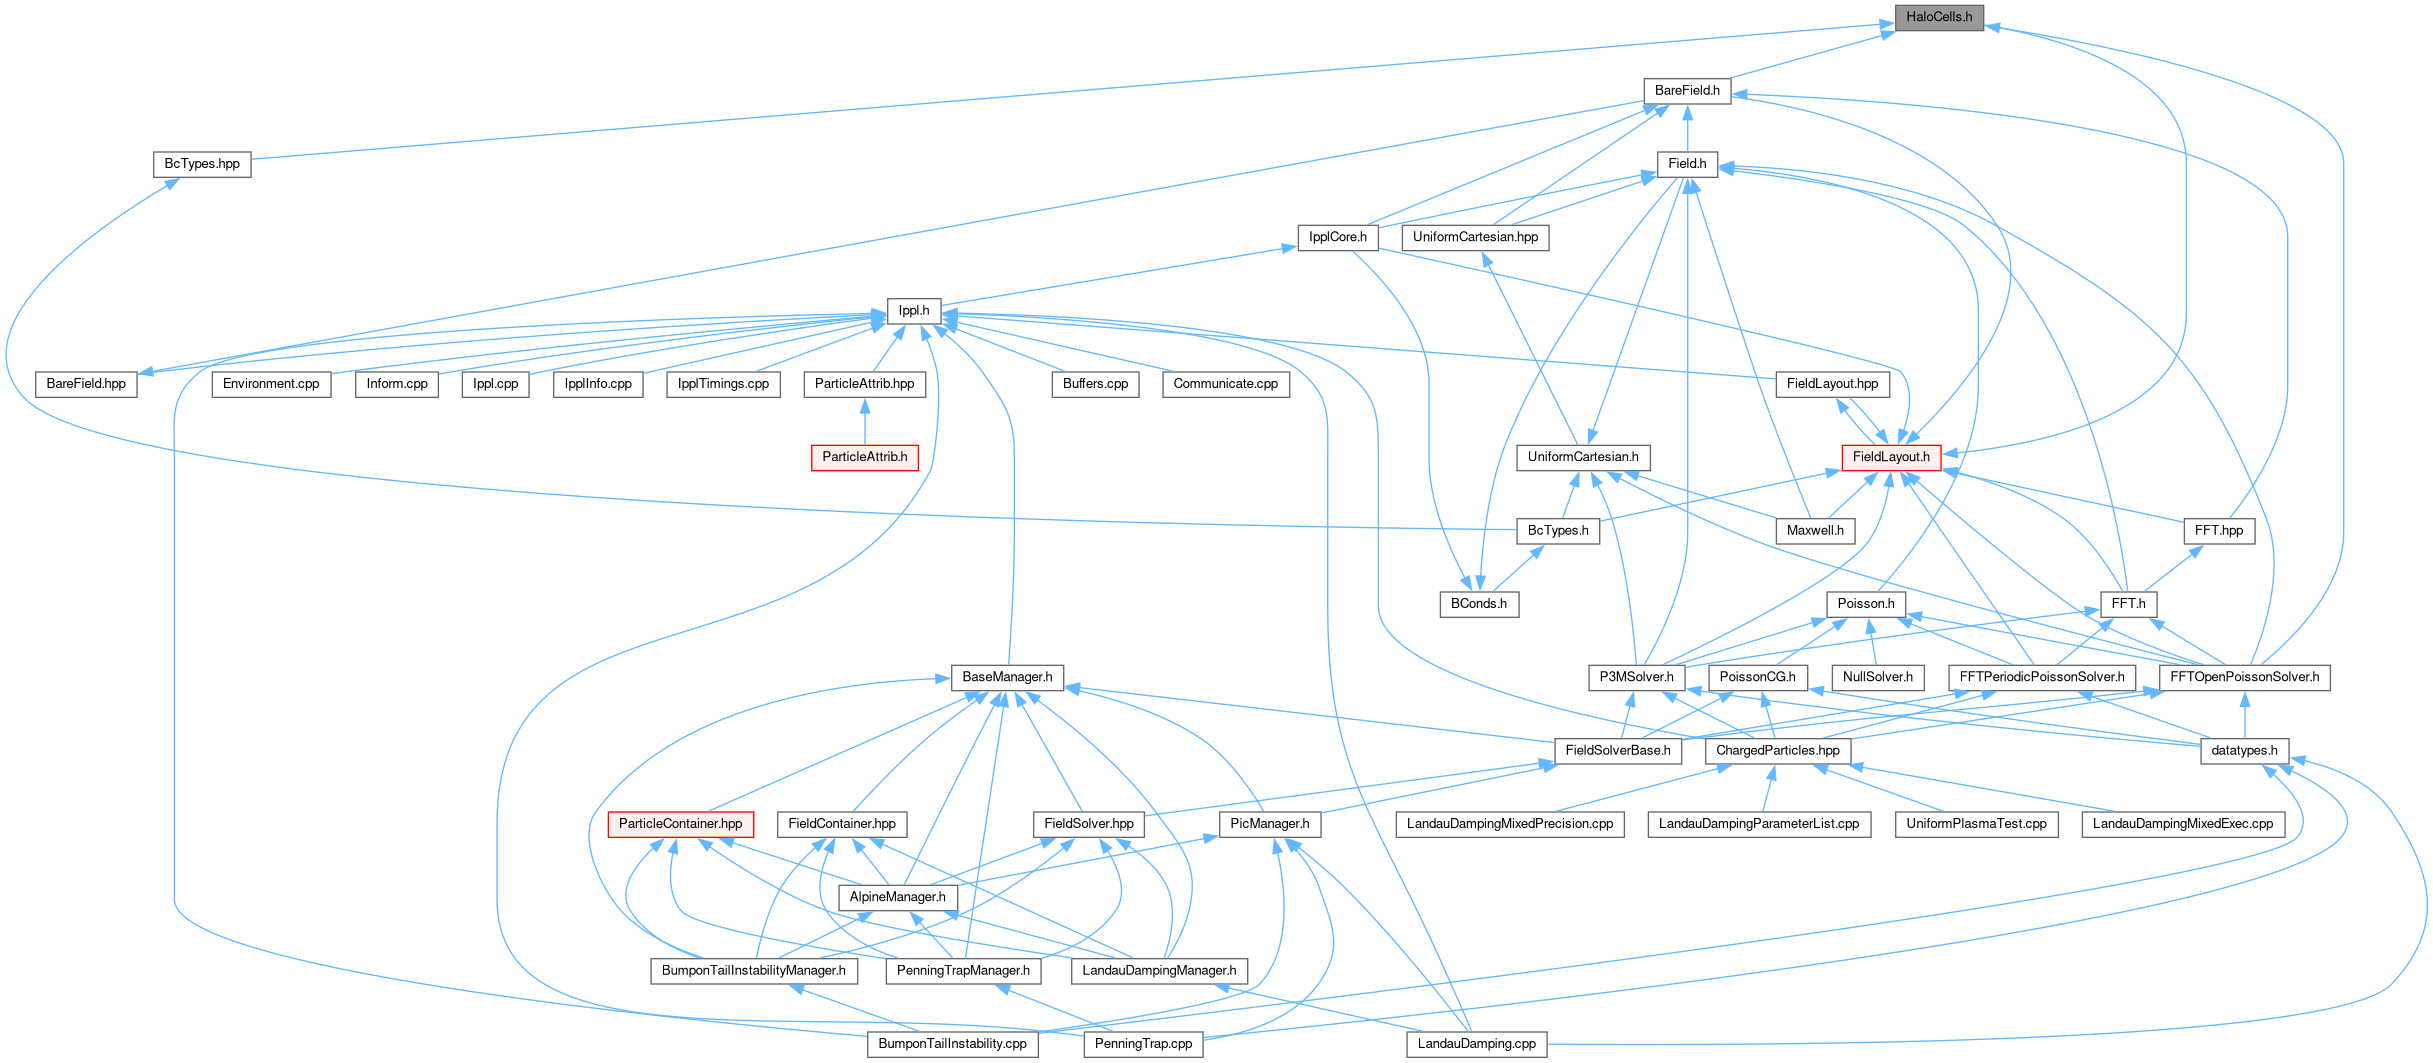 HaloCells.h
BareField.h
BcTypes.hpp
Field.h
IpplCore.h
UniformCartesian.hpp
Ippl.h
BareField.hpp
Environment.cpp
Inform.cpp
Ippl.cpp
IpplInfo.cpp
IpplTimings.cpp
ParticleAttrib.hpp
Buffers.cpp
Communicate.cpp
FieldLayout.hpp
ParticleAttrib.h
UniformCartesian.h
FieldLayout.h
BcTypes.h
Maxwell.h
FFT.hpp
BConds.h
Poisson.h
FFT.h
BaseManager.h
P3MSolver.h
PoissonCG.h
NullSolver.h
FFTPeriodicPoissonSolver.h
FFTOpenPoissonSolver.h
FieldSolverBase.h
ChargedParticles.hpp
datatypes.h
ParticleContainer.hpp
FieldContainer.hpp
FieldSolver.hpp
PicManager.h
LandauDampingMixedPrecision.cpp
LandauDampingParameterList.cpp
UniformPlasmaTest.cpp
LandauDampingMixedExec.cpp
AlpineManager.h
BumponTailInstabilityManager.h
PenningTrapManager.h
LandauDampingManager.h
BumponTailInstability.cpp
PenningTrap.cpp
LandauDamping.cpp